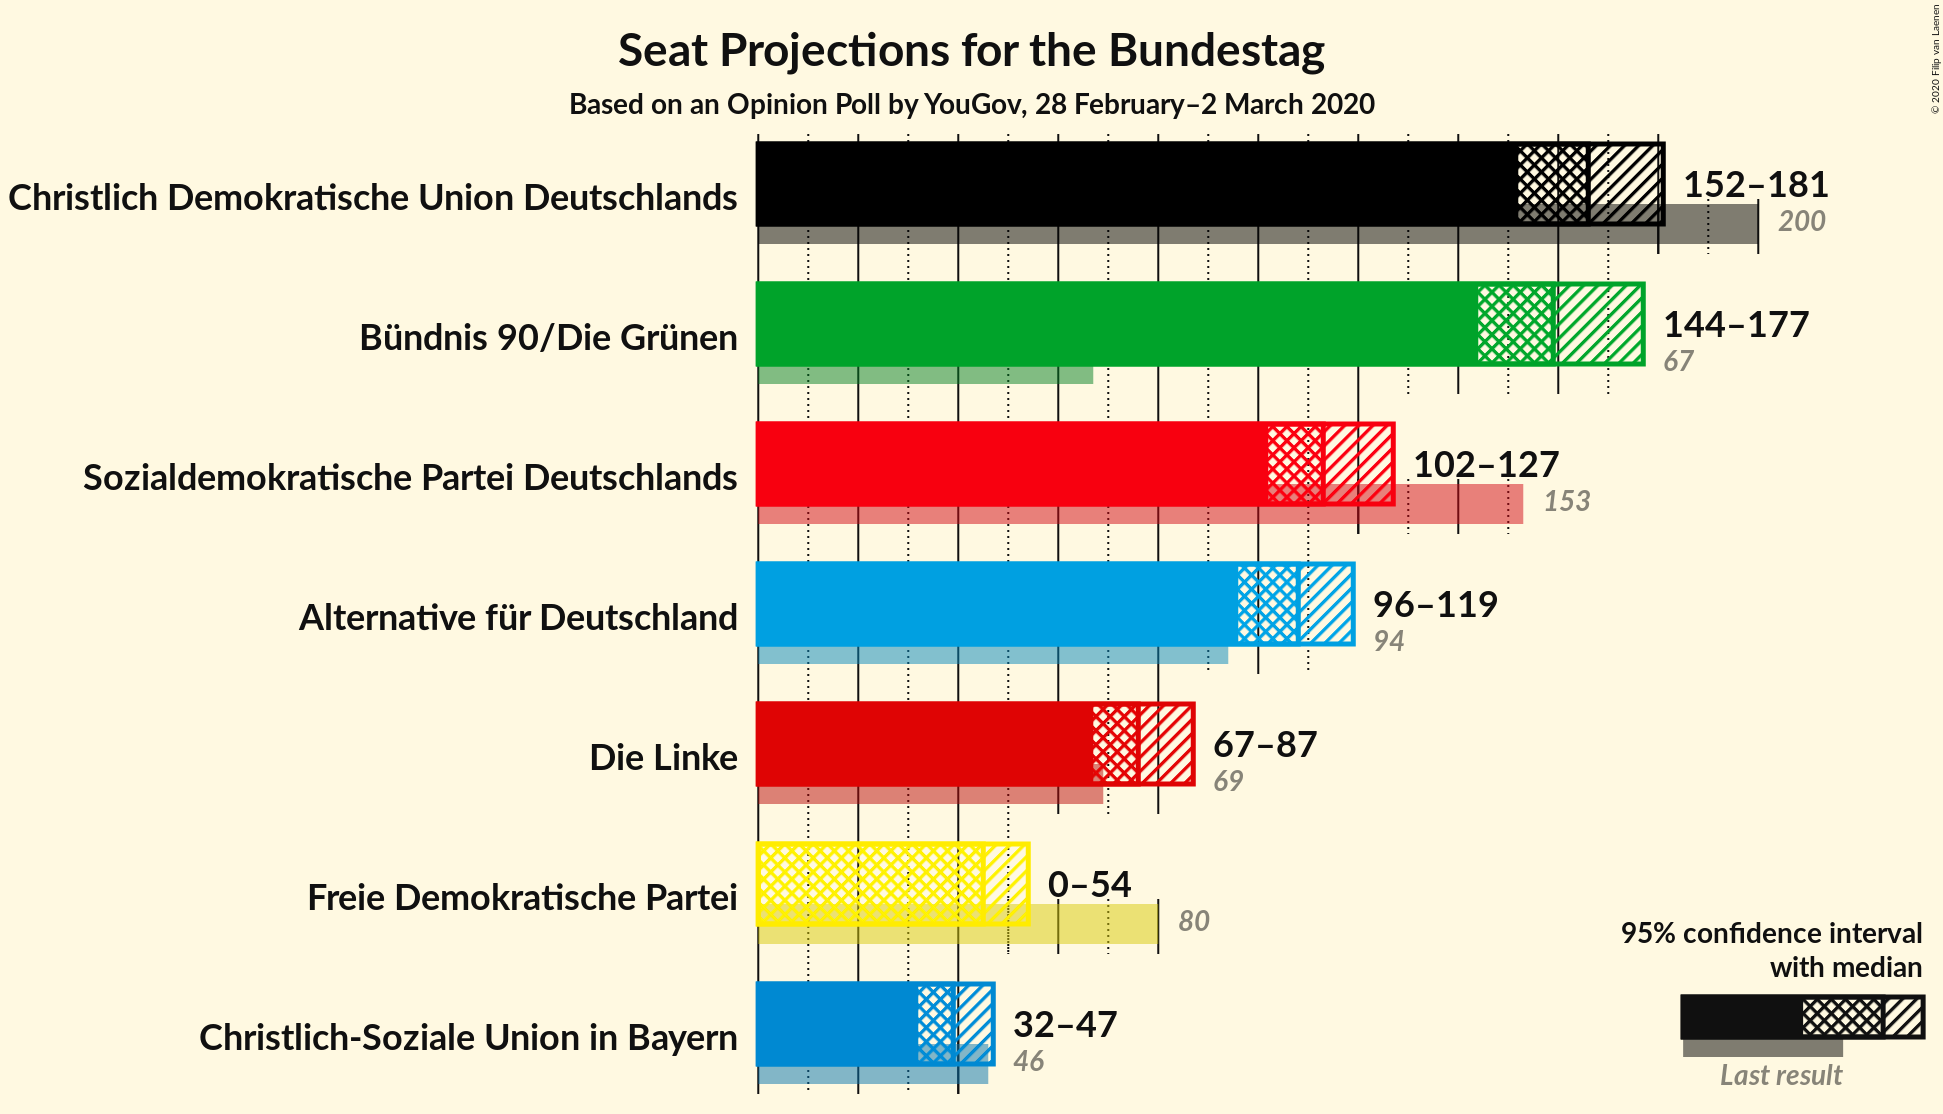 Seat Projections for the Bundestag
Based on an Opinion Poll by YouGov, 28 February–2 March 2020
© 2020 Filip van Laenen
Christlich Demokratische Union Deutschlands
152–181
200
Bündnis 90/Die Grünen
144–177
67
Sozialdemokratische Partei Deutschlands
102–127
153
Alternative für Deutschland
96–119
94
Die Linke
67–87
69
Freie Demokratische Partei
0–54
80
Christlich-Soziale Union in Bayern
32–47
46
95% confidence interval
with median
Last result